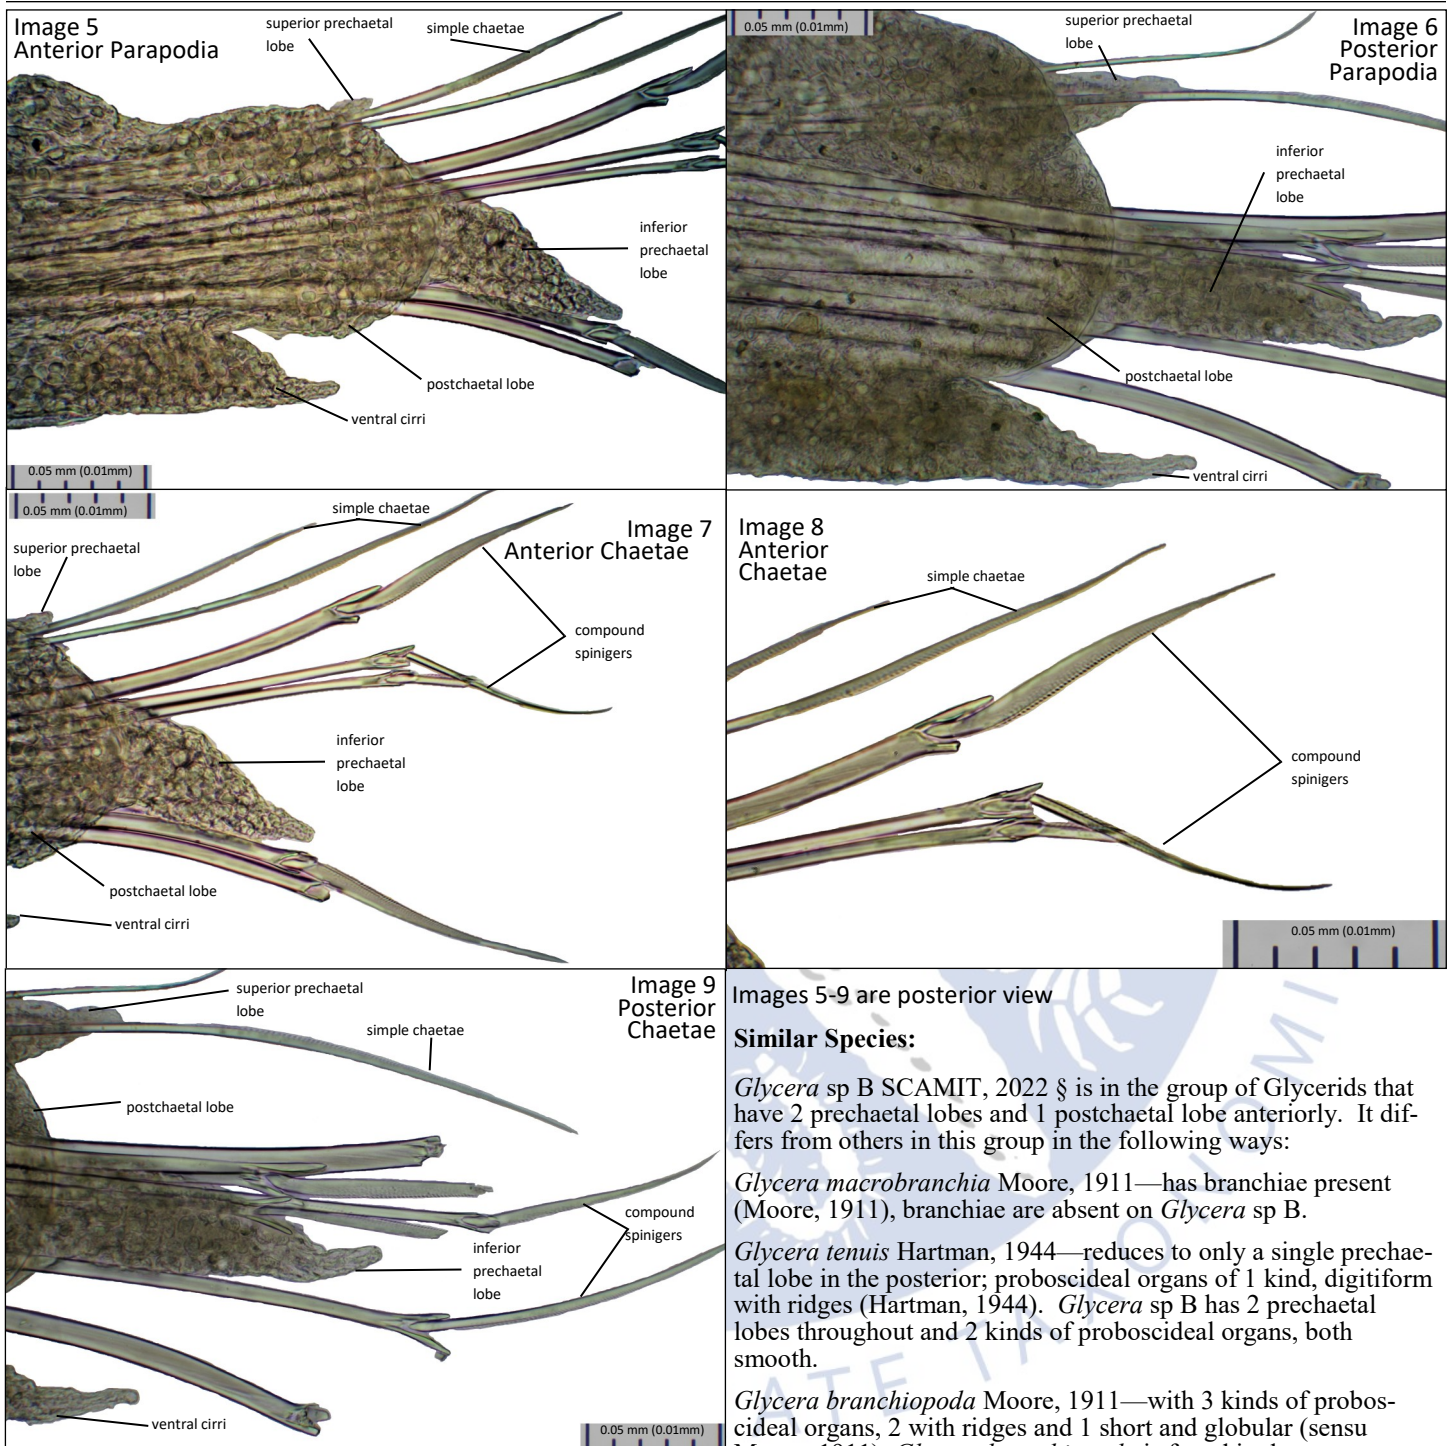 Image 5
Anterior Parapodia
superior prechaetal
lobe
simple chaetae
inferior
prechaetal
lobe
postchaetal lobe
ventral cirri
0.05 mm (0.01mm)
0.05 mm (0.01mm)
superior prechaetal
lobe
Image 6
Posterior
Parapodia
inferior
prechaetal
lobe
postchaetal lobe
ventral cirri
0.05 mm (0.01mm)
simple chaetae
Image 7
Anterior Chaetae
superior prechaetal
lobe
compound
spinigers
inferior
prechaetal
lobe
postchaetal lobe
ventral cirri
Image 8
Anterior
Chaetae
simple chaetae
compound
spinigers
0.05 mm (0.01mm)
superior prechaetal
lobe
Image 9
Posterior
Chaetae
simple chaetae
postchaetal lobe
compound
spinigers
inferior
prechaetal
lobe
ventral cirri
0.05 mm (0.01mm)
Images 5-9 are posterior view
Similar Species:
Glycera sp B SCAMIT, 2022 § is in the group of Glycerids that
have 2 prechaetal lobes and 1 postchaetal lobe anteriorly. It dif-
fers from others in this group in the following ways:
Glycera macrobranchia Moore, 1911—has branchiae present
(Moore, 1911), branchiae are absent on Glycera sp B.
Glycera tenuis Hartman, 1944—reduces to only a single prechae-
tal lobe in the posterior; proboscideal organs of 1 kind, digitiform
with ridges (Hartman, 1944). Glycera sp B has 2 prechaetal
lobes throughout and 2 kinds of proboscideal organs, both
smooth.
Glycera branchiopoda Moore, 1911—with 3 kinds of probos-
cideal organs, 2 with ridges and 1 short and globular (sensu
ATE TAXONOMI